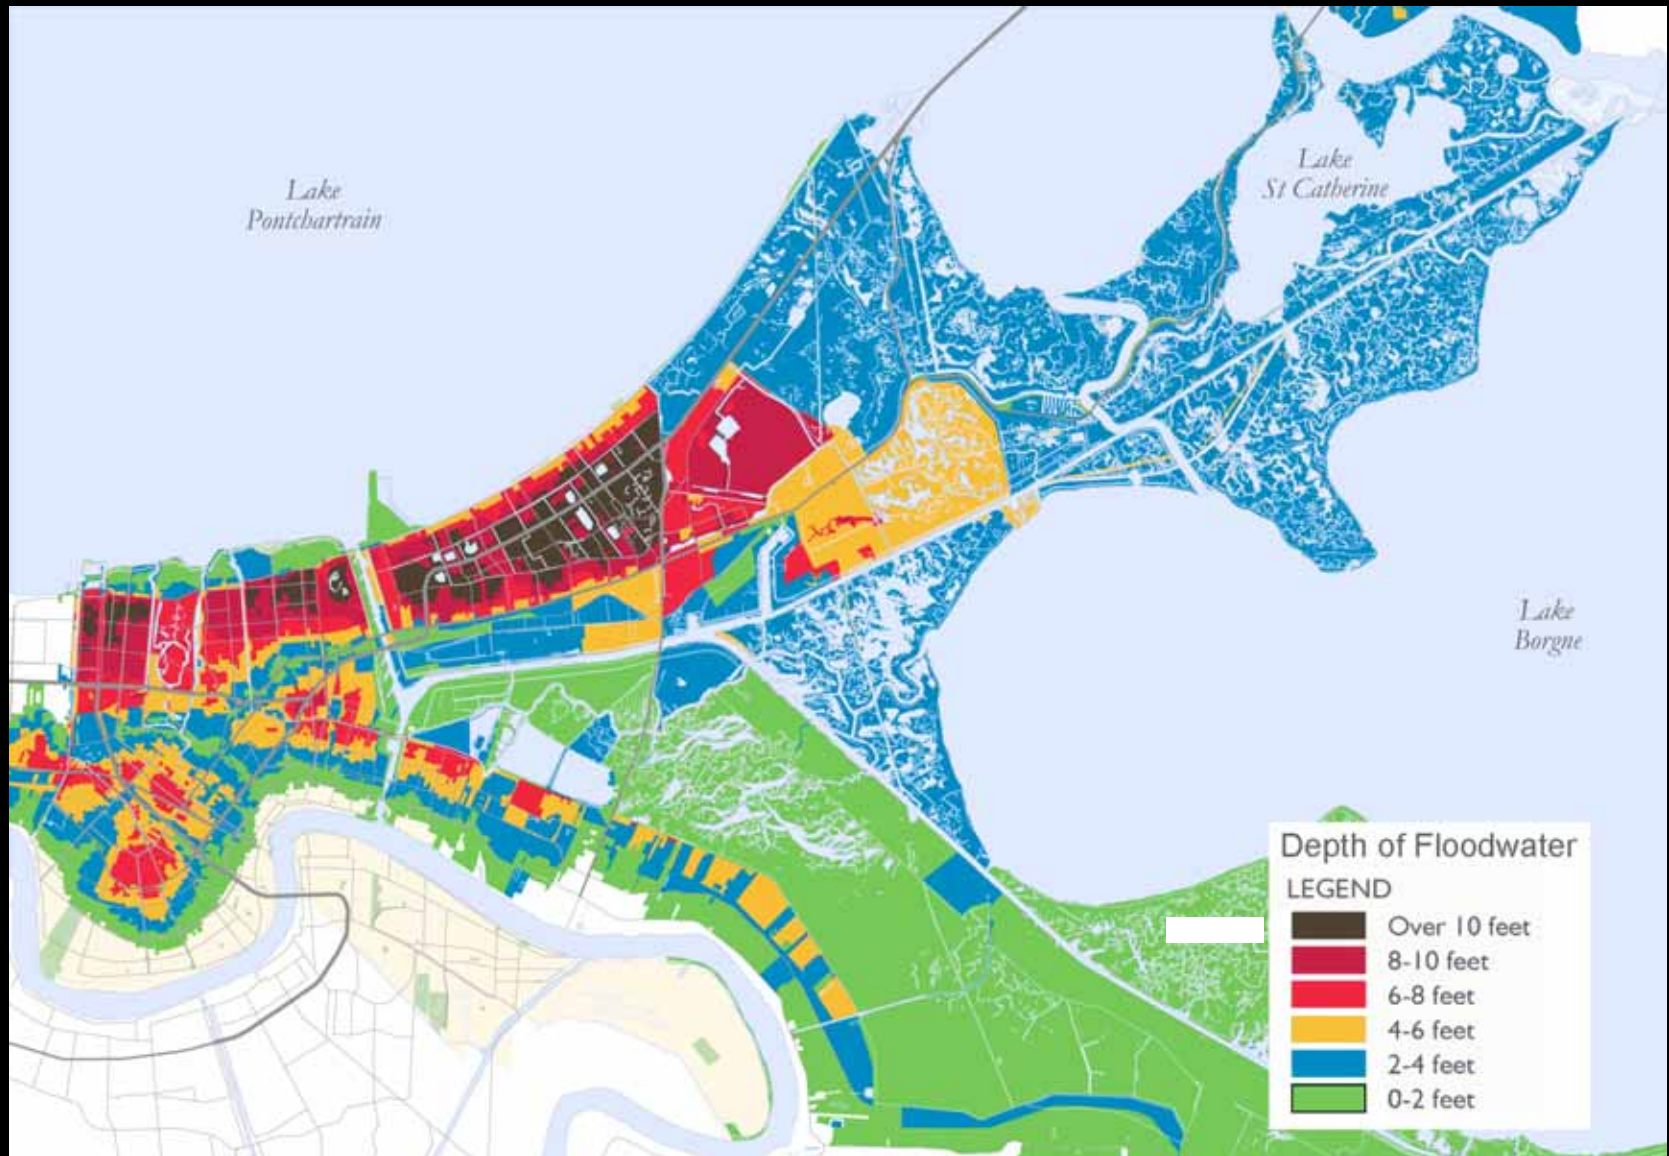 Lake
Pontchartrain
Lake
St Catherine
Lake
Borgne
Depth of Floodwater
LEGEND
Over 10 feet
8-10 feet
6-8 feet
4-6 feet
2-4 feet
0-2 feet